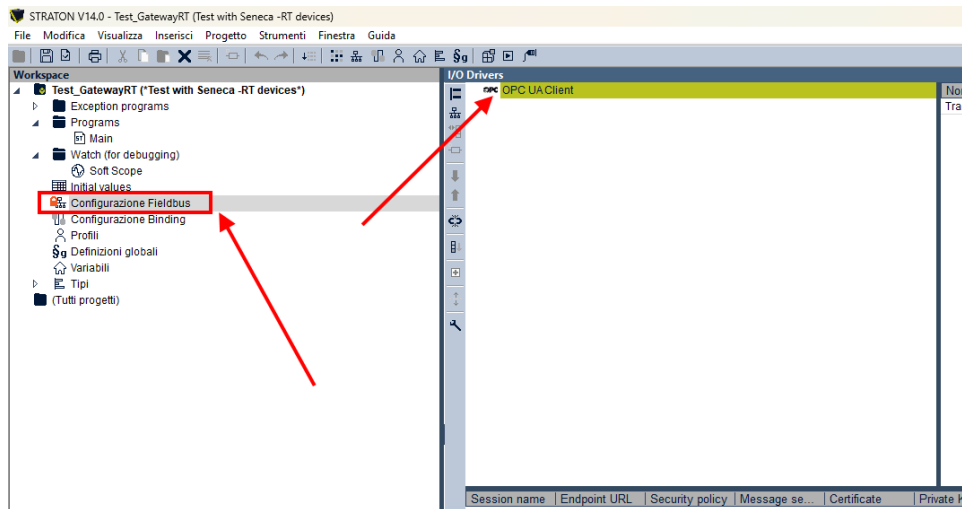 STRATON V14.0 - Test_GatewayRT (Test with Seneca -RT devices)
File Modifica Visualizza Inserisci Progetto Strumenti Finestra Guida
Workspace
Test_GatewayRT (*Test with Seneca -RT devices*)
Exception programs
Programs
ST Main
Watch (for debugging)
Soft Scope
Initial values
Configurazione Fieldbus
Configurazione Binding
Profili
§g Definizioni globali
Variabili
Tipi
(Tutti progetti)
I/O Drivers
OPC OPC UA Client
Session name Endpoint URL Security policy Message se... Certificate